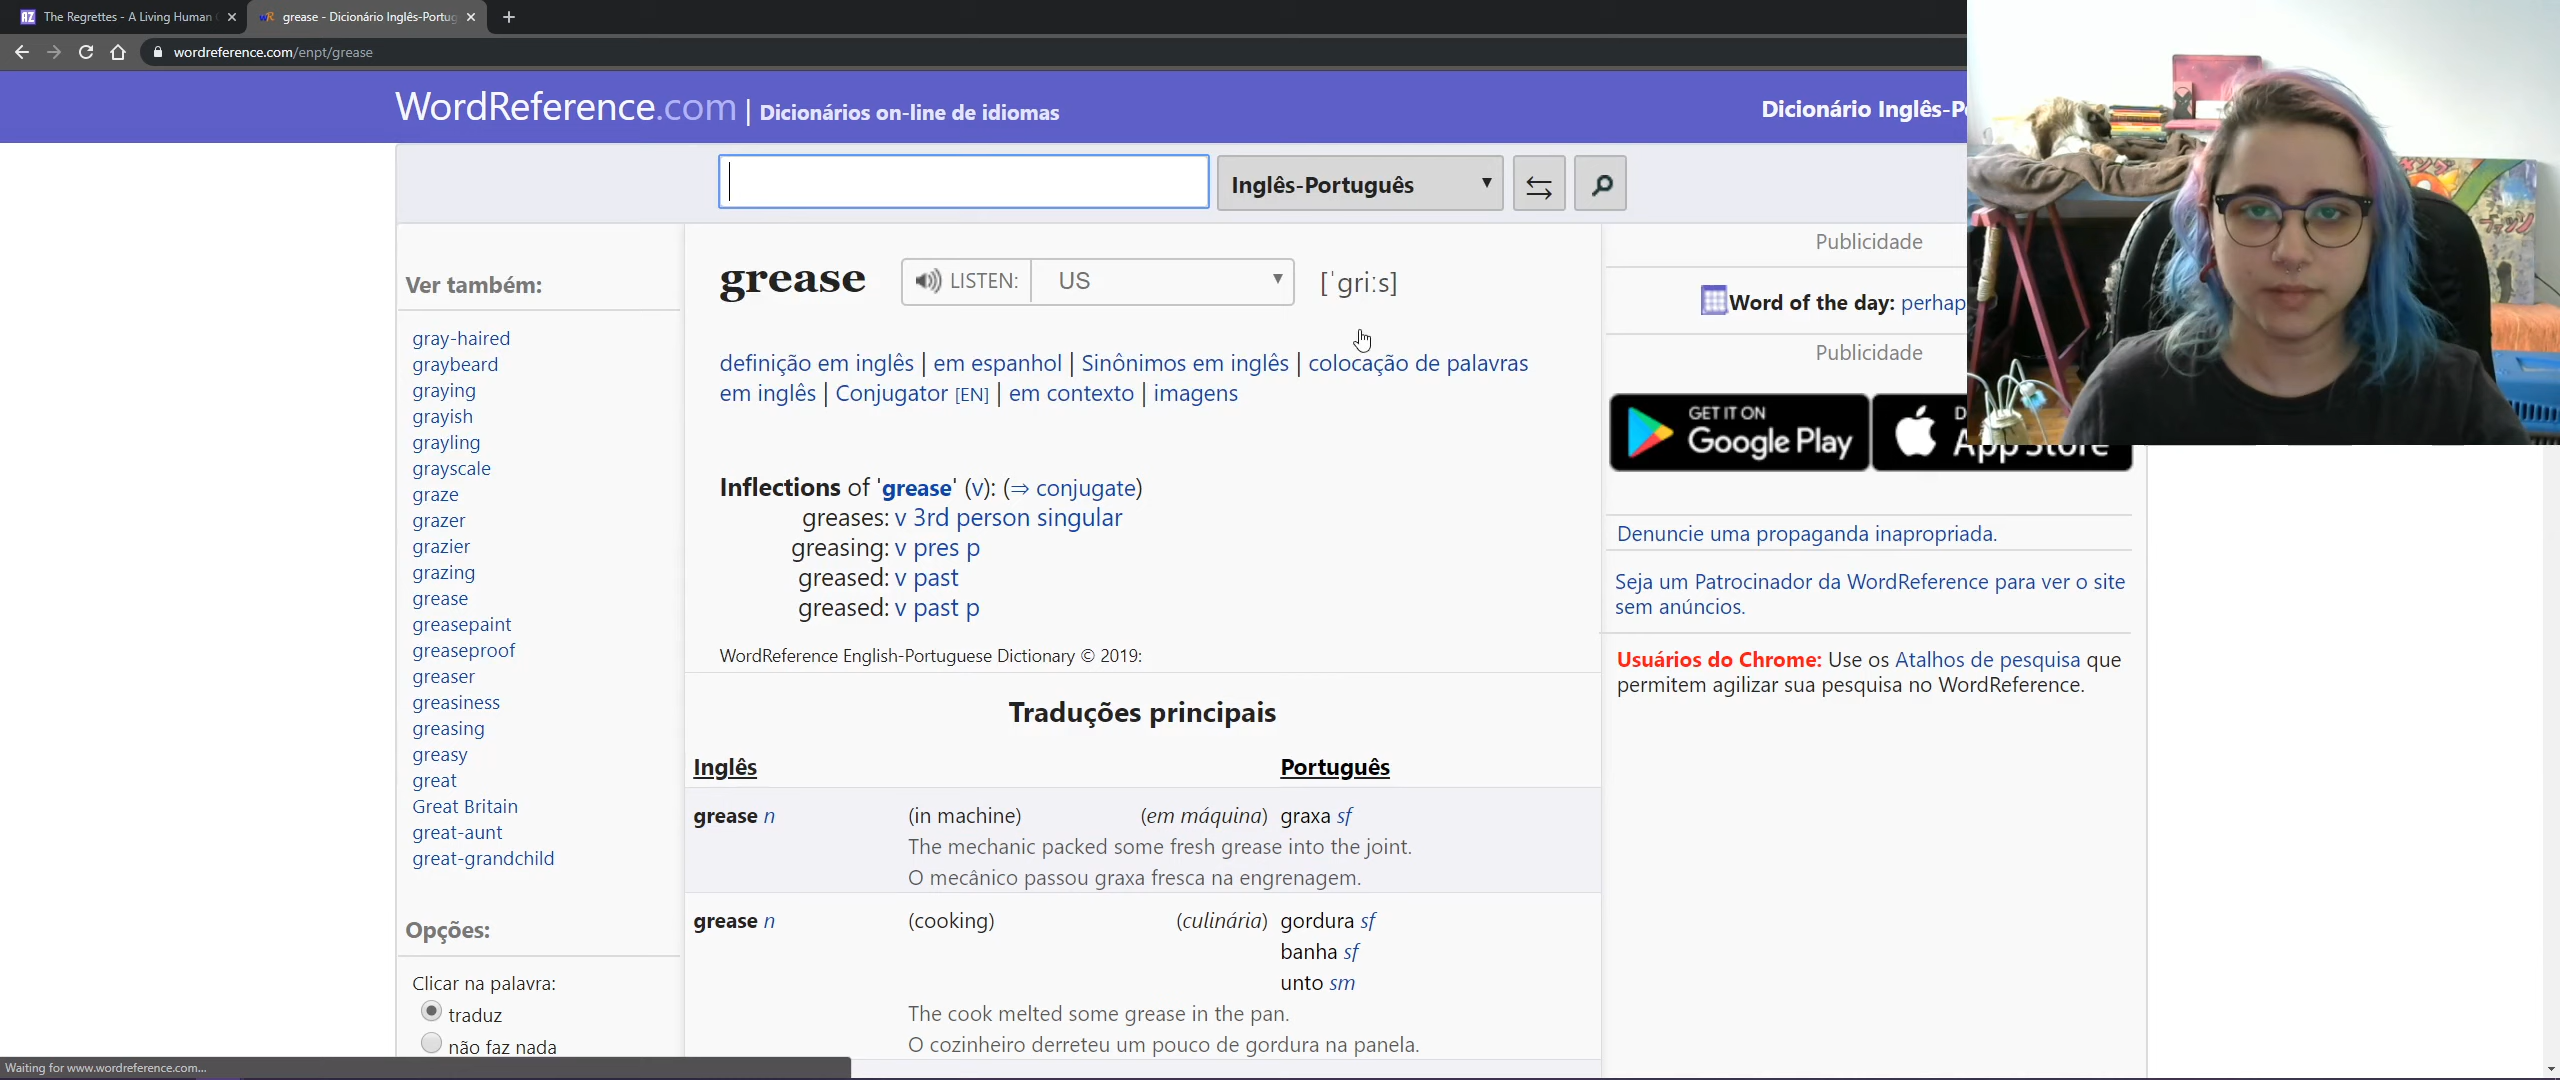 The Regrettes - A Living Human
grease - Dicionário Inglês-Portug
wordreference.com/enpt/grease
WordReference.com | Dicionários on-line de idiomas
Dicionário Inglês-P
Inglês-Português
Ver também:
gray-haired
graybeard
graying
grayish
grayling
grayscale
graze
grazer
grazier
grazing
grease
greasepaint
greaseproof
greaser
greasiness
greasing
greasy
great
Great Britain
great-aunt
great-grandchild
Opções:
Clicar na palavra:
traduz
não faz nada
grease
LISTEN:
US
[ˈgriːs]
definição em inglês | em espanhol | Sinônimos em inglês | colocação de palavras
em inglês | Conjugator [EN] | em contexto | imagens
Inflections of 'grease' (v): (⇒ conjugate)
greases: v 3rd person singular
greasing: v pres p
greased: v past
greased: v past p
WordReference English-Portuguese Dictionary © 2019:
Traduções principais
Inglês Português
grease n (in machine) (em máquina) graxa sf
The mechanic packed some fresh grease into the joint.
O mecânico passou graxa fresca na engrenagem.
grease n (cooking) (culinária) gordura sf
banha sf
unto sm
The cook melted some grease in the pan.
O cozinheiro derreteu um pouco de gordura na panela.
Publicidade
Word of the day: perhap
Publicidade
GET IT ON
Google Play
App Store
Denuncie uma propaganda inapropriada.
Seja um Patrocinador da WordReference para ver o site
sem anúncios.
Usuários do Chrome: Use os Atalhos de pesquisa que
permitem agilizar sua pesquisa no WordReference.
Waiting for www.wordreference.com...